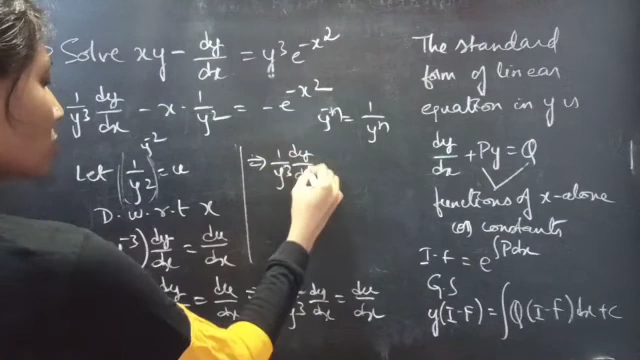 Solve xy - dy/dx = y³ e^{-x²}
1/y³ dy/dx - x · 1/y² = - e^{-x²}
y^{-n} = 1/y^n
y^{-2}
Let (1/y²) = u
D. w. r. t x
-3) dy/dx = du/dx
dy/dx = du/dx =
y³ dy/dx = du/dx
⇒ 1/y³ dy/dx
The standard
form of linear
equation in y is
dy/dx + Py = Q
functions of x-alone
(or) constants
I-f = e^{∫Pdx}
G.S
y(I-F) = ∫Q(I-F)dx + c